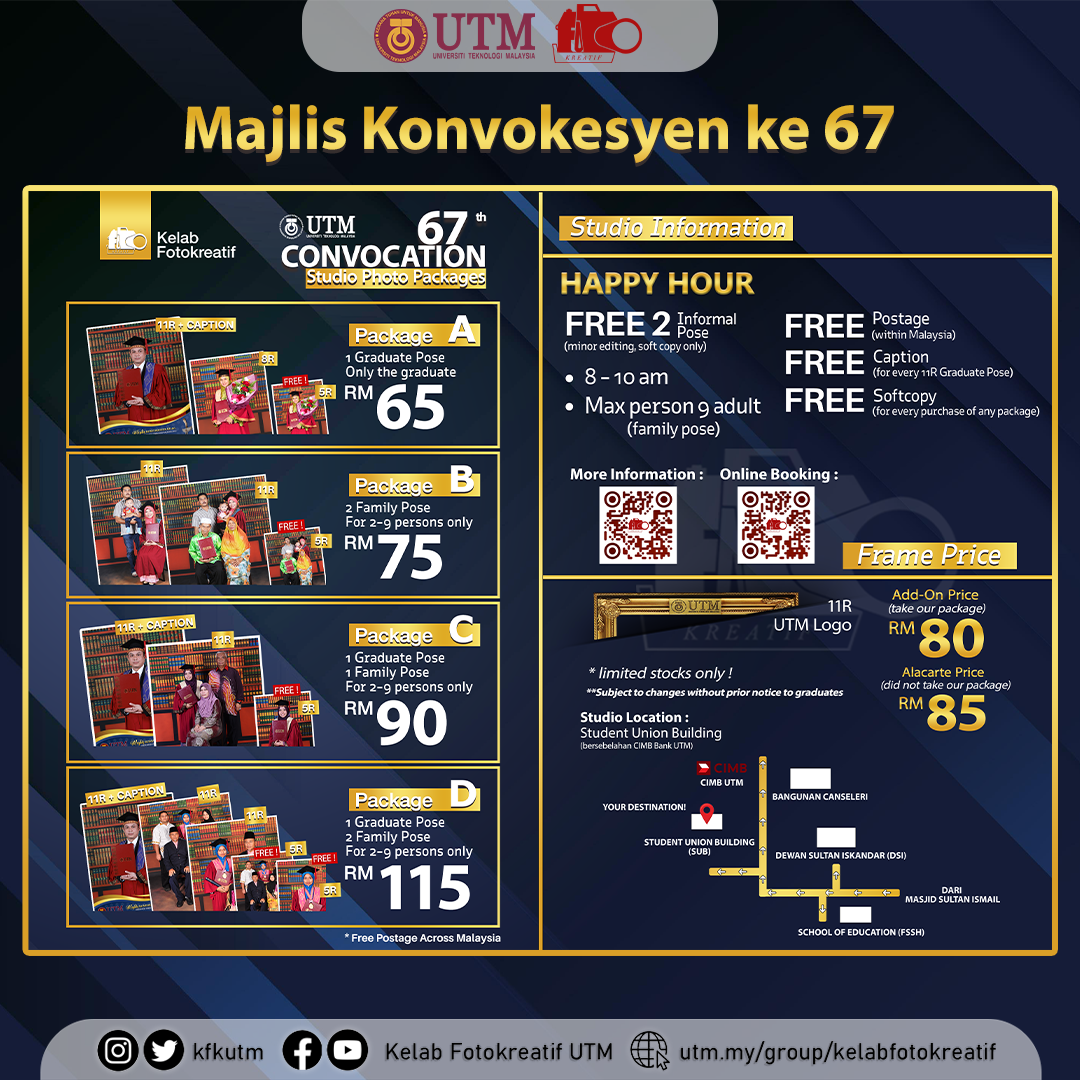 UTM
UNIVERSITI TEKNOLOGI MALAYSIA
KREATIF
Majlis Konvokesyen ke 67
Kelab
Fotokreatif
UTM
UNIVERSITI TEKNOLOGI MALAYSIA
67 th
CONVOCATION
Studio Photo Packages
11R + CAPTION
8R
FREE !
5R
Package A
1 Graduate Pose
Only the graduate
RM 65
11R
11R
FREE !
5R
Package B
2 Family Pose
For 2-9 persons only
RM 75
11R + CAPTION
11R
FREE !
5R
Package C
1 Graduate Pose
1 Family Pose
For 2-9 persons only
RM 90
11R + CAPTION
11R
11R
FREE !
5R
FREE !
5R
Package D
1 Graduate Pose
2 Family Pose
For 2-9 persons only
RM 115
* Free Postage Across Malaysia
Studio Information
HAPPY HOUR
FREE 2 Informal Pose
(minor editing, soft copy only)
• 8 - 10 am
• Max person 9 adult
(family pose)
FREE Postage
(within Malaysia)
FREE Caption
(for every 11R Graduate Pose)
FREE Softcopy
(for every purchase of any package)
More Information :
Online Booking :
Frame Price
UTM
KREATIF
11R
UTM Logo
Add-On Price
(take our package)
RM 80
Alacarte Price
(did not take our package)
RM 85
* limited stocks only !
**Subject to changes without prior notice to graduates
Studio Location :
Student Union Building
(bersebelahan CIMB Bank UTM)
CIMB
CIMB UTM
BANGUNAN CANSELERI
YOUR DESTINATION!
STUDENT UNION BUILDING
(SUB)
DEWAN SULTAN ISKANDAR (DSI)
DARI
MASJID SULTAN ISMAIL
SCHOOL OF EDUCATION (FSSH)
kfkutm
Kelab Fotokreatif UTM
utm.my/group/kelabfotokreatif